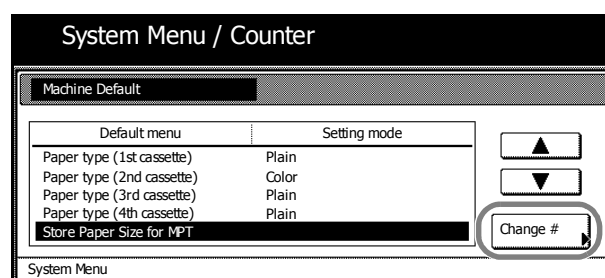 System Menu / Counter
Machine Default
Default menu Setting mode
Paper type (1st cassette) Plain
Paper type (2nd cassette) Color
Paper type (3rd cassette) Plain
Paper type (4th cassette) Plain
Store Paper Size for MPT
Change #
System Menu